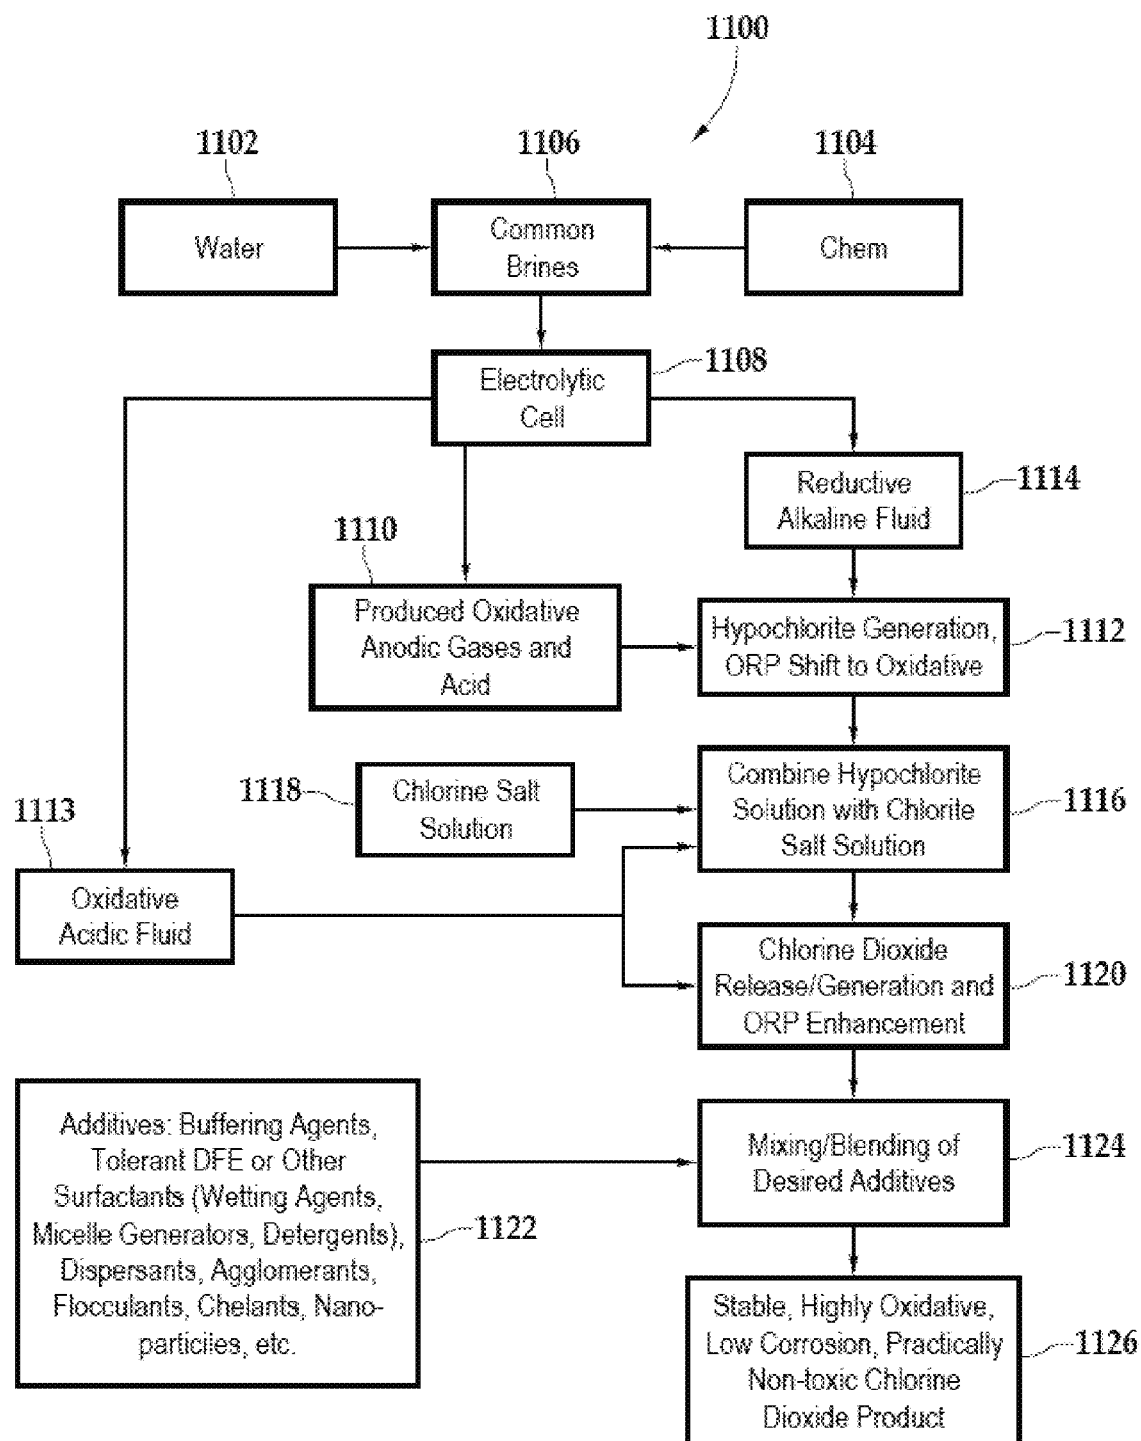 1100
1102
1106
1104
Water
Common
Brines
Chem
1108
Electrolytic
Cell
1114
Reductive
Alkaline Fluid
1110
Produced Oxidative
Anodic Gases and
Acid
Hypochlorite Generation,
ORP Shift to Oxidative
1112
1118
Chlorine Salt
Solution
Combine Hypochlorite
Solution with Chlorite
Salt Solution
1116
1113
Oxidative
Acidic Fluid
Chlorine Dioxide
Release/Generation and
ORP Enhancement
1120
Additives: Buffering Agents,
Tolerant DFE or Other
Surfactants (Wetting Agents,
Micelle Generators, Detergents),
Dispersants, Agglomerants,
Flocculants, Chelants, Nano-
particiles, etc.
1122
Mixing/Blending of
Desired Additives
1124
Stable, Highly Oxidative,
Low Corrosion, Practically
Non-toxic Chlorine
Dioxide Product
1126